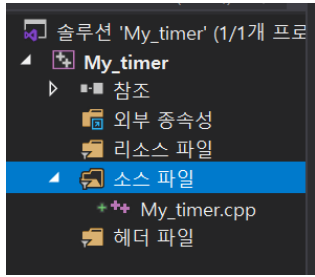 솔루션 'My_timer' (1/1개 프로
My_timer
참조
외부 종속성
리소스 파일
소스 파일
My_timer.cpp
헤더 파일